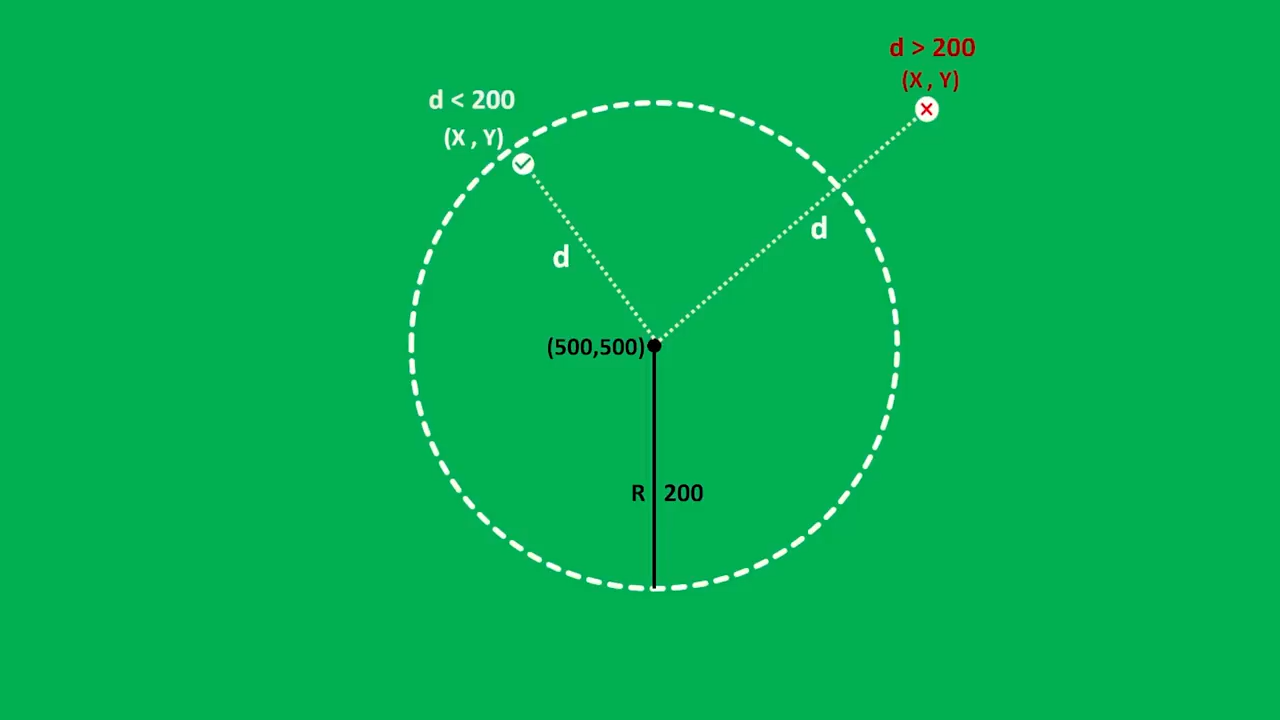 d > 200
(X , Y)
d < 200
(X , Y)
d
d
(500,500)
R
200